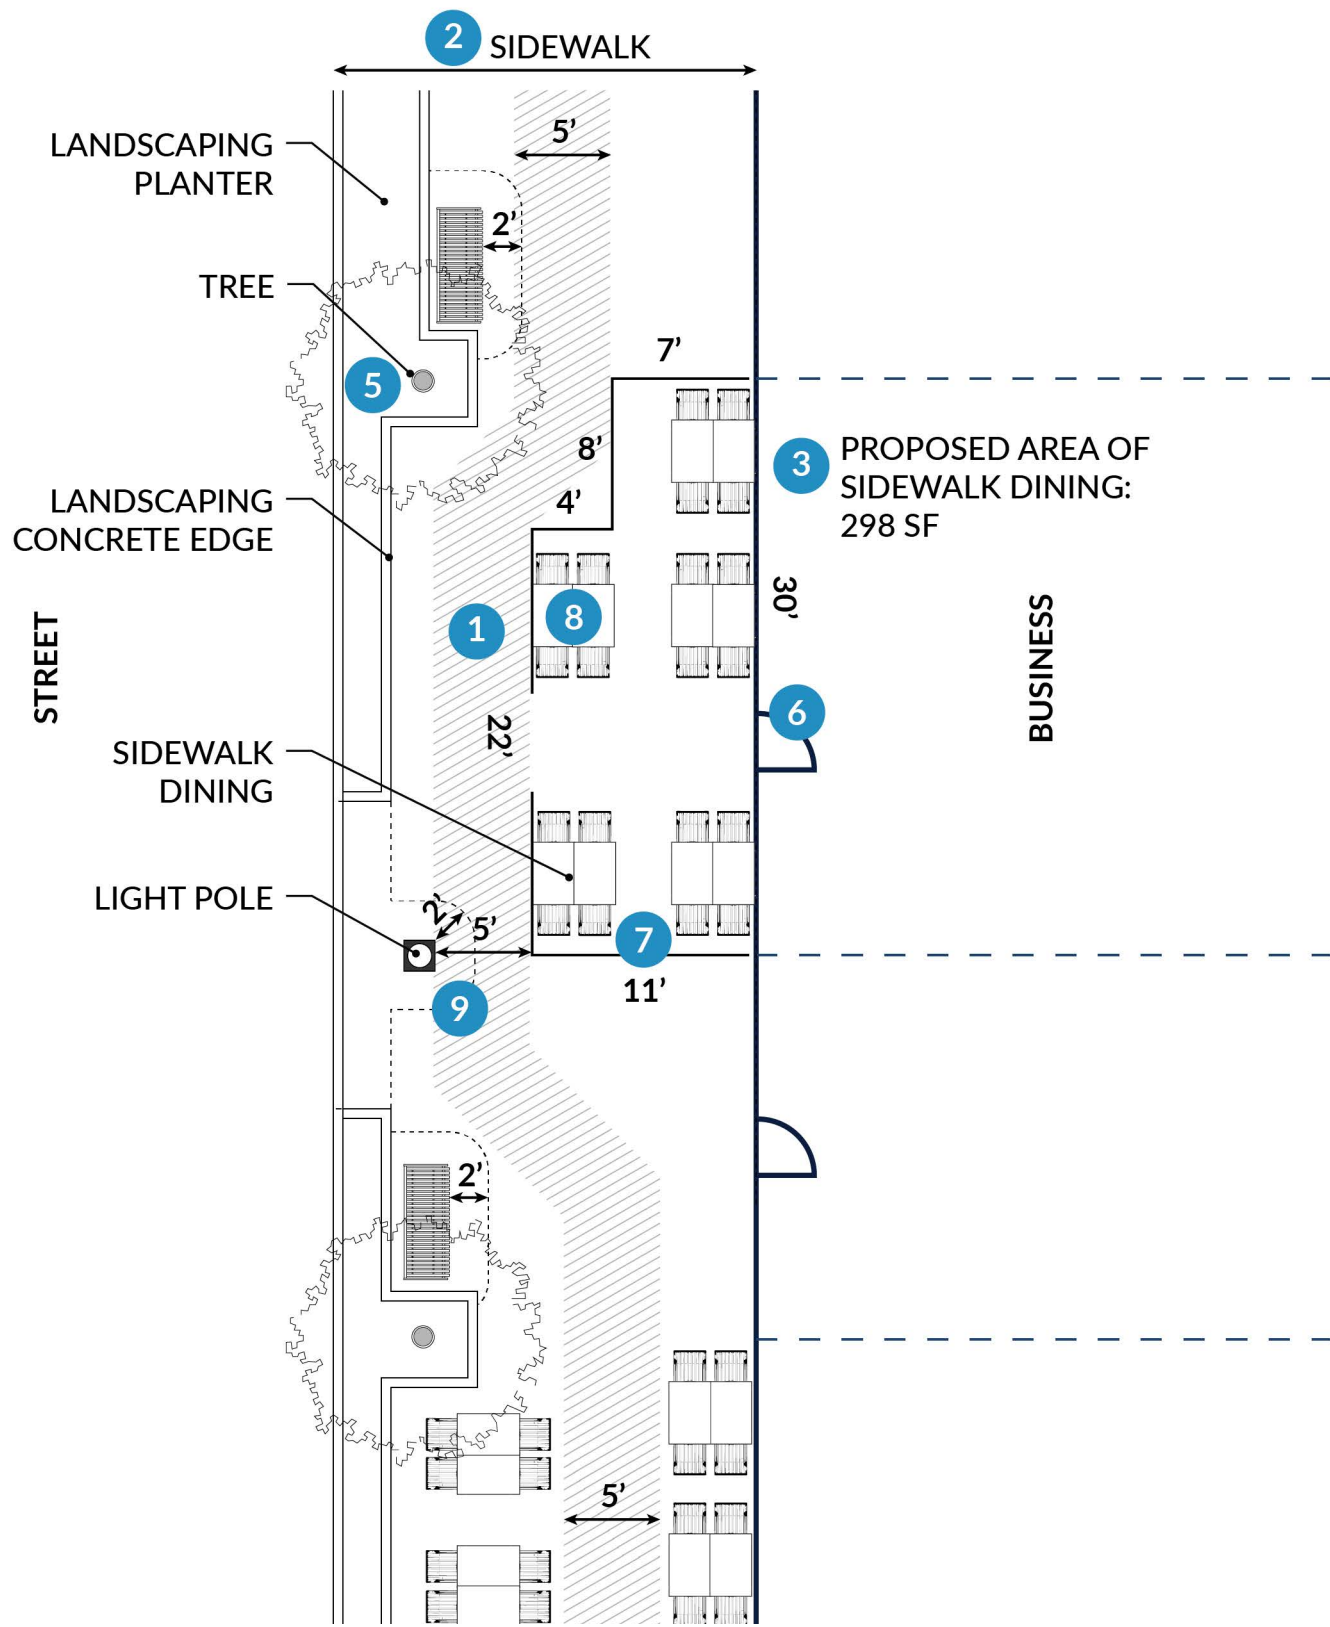 2 SIDEWALK
5’
LANDSCAPING
PLANTER
2’
TREE
7’
5
3 PROPOSED AREA OF
SIDEWALK DINING:
298 SF
8’
4’
LANDSCAPING
CONCRETE EDGE
30’
1
8
STREET
BUSINESS
6
22’
SIDEWALK
DINING
LIGHT POLE
2’
5’
7
11’
9
2’
5’